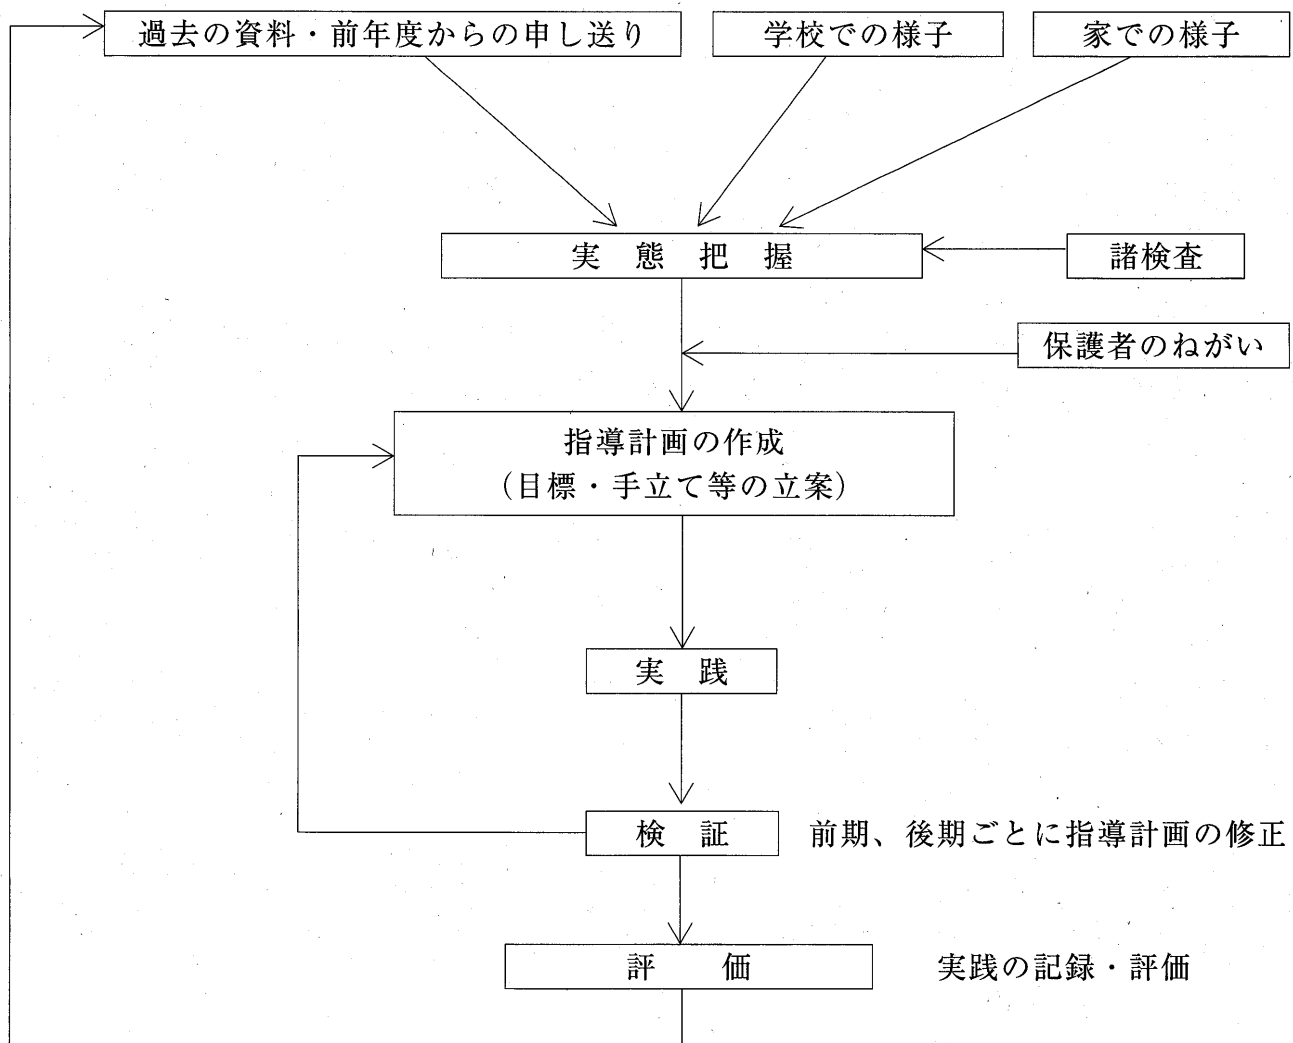 過去の資料・前年度からの申し送り
学校での様子
家での様子
実態把握
諸検査
保護者のねがい
指導計画の作成
(目標・手立て等の立案)
実践
検証
前期、後期ごとに指導計画の修正
評価
実践の記録・評価